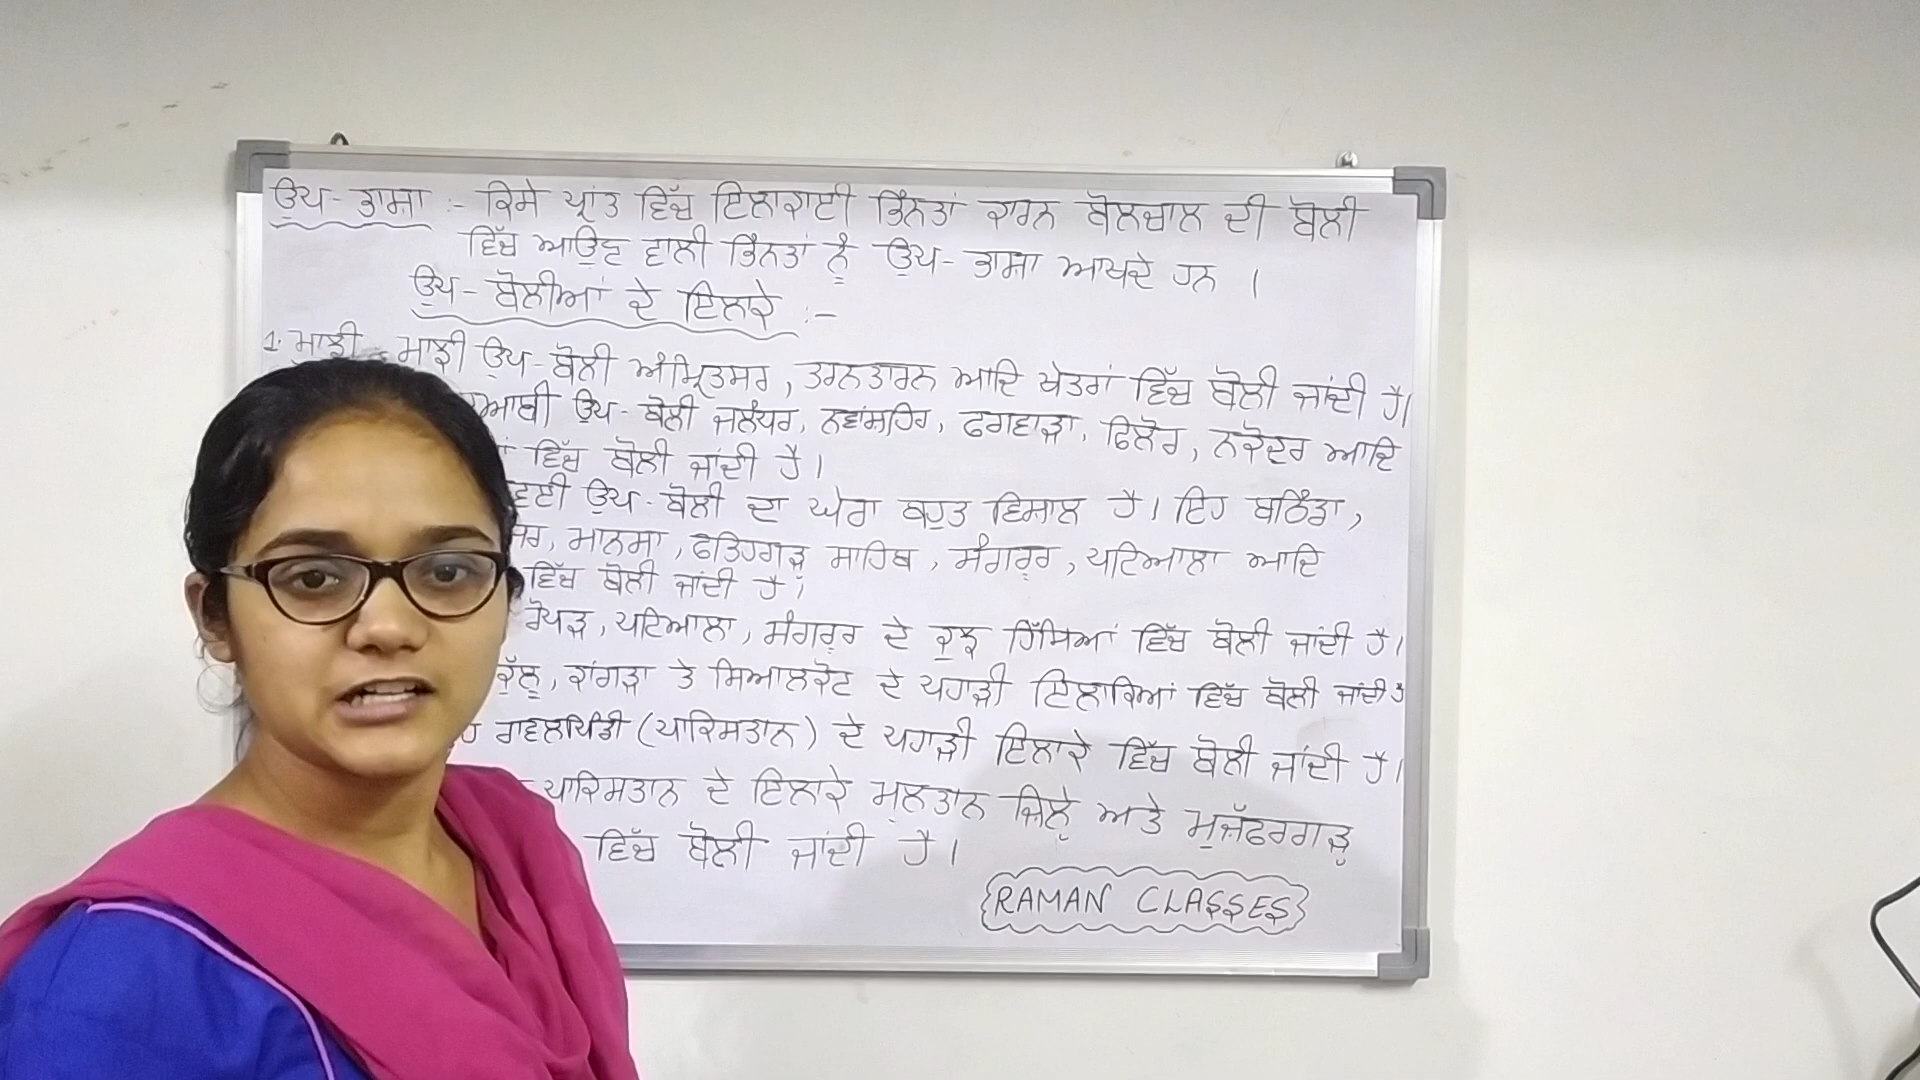 ਉਪ- ਭਾਸ਼ਾ :- ਕਿਸੇ ਪ੍ਰਾਂਤ ਵਿੱਚ ਇਲਾਕਾਈ ਭਿੰਨਤਾਂ ਕਾਰਨ ਬੋਲਚਾਲ ਦੀ ਬੋਲੀ
ਵਿੱਚ ਆਉਣ ਵਾਲੀ ਭਿੰਨਤਾਂ ਨੂੰ ਉਪ- ਭਾਸ਼ਾ ਆਖਦੇ ਹਨ ।
ਉਪ- ਬੋਲੀਆਂ ਦੇ ਇਲਾਕੇ :-
1. ਮਾਝੀ - ਮਾਝੀ ਉਪ-ਬੋਲੀ ਅੰਮ੍ਰਿਤਸਰ, ਤਰਨਤਾਰਨ ਆਦਿ ਖੇਤਰਾਂ ਵਿੱਚ ਬੋਲੀ ਜਾਂਦੀ ਹੈ।
ਉਪ- ਬੋਲੀ ਜਲੰਧਰ, ਨਵਾਂਸ਼ਹਿਰ, ਫਗਵਾੜਾ, ਫਿਲੌਰ, ਨਕੋਦਰ ਆਦਿ
ਵਿੱਚ ਬੋਲੀ ਜਾਂਦੀ ਹੈ।
ਉਪ-ਬੋਲੀ ਦਾ ਘੇਰਾ ਬਹੁਤ ਵਿਸ਼ਾਲ ਹੈ। ਇਹ ਬਠਿੰਡਾ,
ਮਾਨਸਾ, ਫਤਿਹਗੜ ਸਾਹਿਬ, ਸੰਗਰੂਰ, ਪਟਿਆਲਾ ਆਦਿ
ਵਿੱਚ ਬੋਲੀ ਜਾਂਦੀ ਹੈ।
ਰੋਪੜ, ਪਟਿਆਲਾ, ਸੰਗਰੂਰ ਦੇ ਕੁਝ ਹਿੱਸਿਆਂ ਵਿੱਚ ਬੋਲੀ ਜਾਂਦੀ ਹੈ।
ਕੁੱਲੂ, ਕਾਂਗੜਾ ਤੇ ਸਿਆਲਕੋਟ ਦੇ ਪਹਾੜੀ ਇਲਾਕਿਆਂ ਵਿੱਚ ਬੋਲੀ ਜਾਂਦੀ ਹੈ
ਰਾਵਲਪਿੰਡੀ (ਪਾਕਿਸਤਾਨ) ਦੇ ਪਹਾੜੀ ਇਲਾਕੇ ਵਿੱਚ ਬੋਲੀ ਜਾਂਦੀ ਹੈ।
ਪਾਕਿਸਤਾਨ ਦੇ ਇਲਾਕੇ ਮੁਲਤਾਨ ਜ਼ਿਲ੍ਹੇ ਅਤੇ ਮੁਜ਼ੱਫਰਗੜ੍ਹ
ਵਿੱਚ ਬੋਲੀ ਜਾਂਦੀ ਹੈ।
RAMAN CLASSES